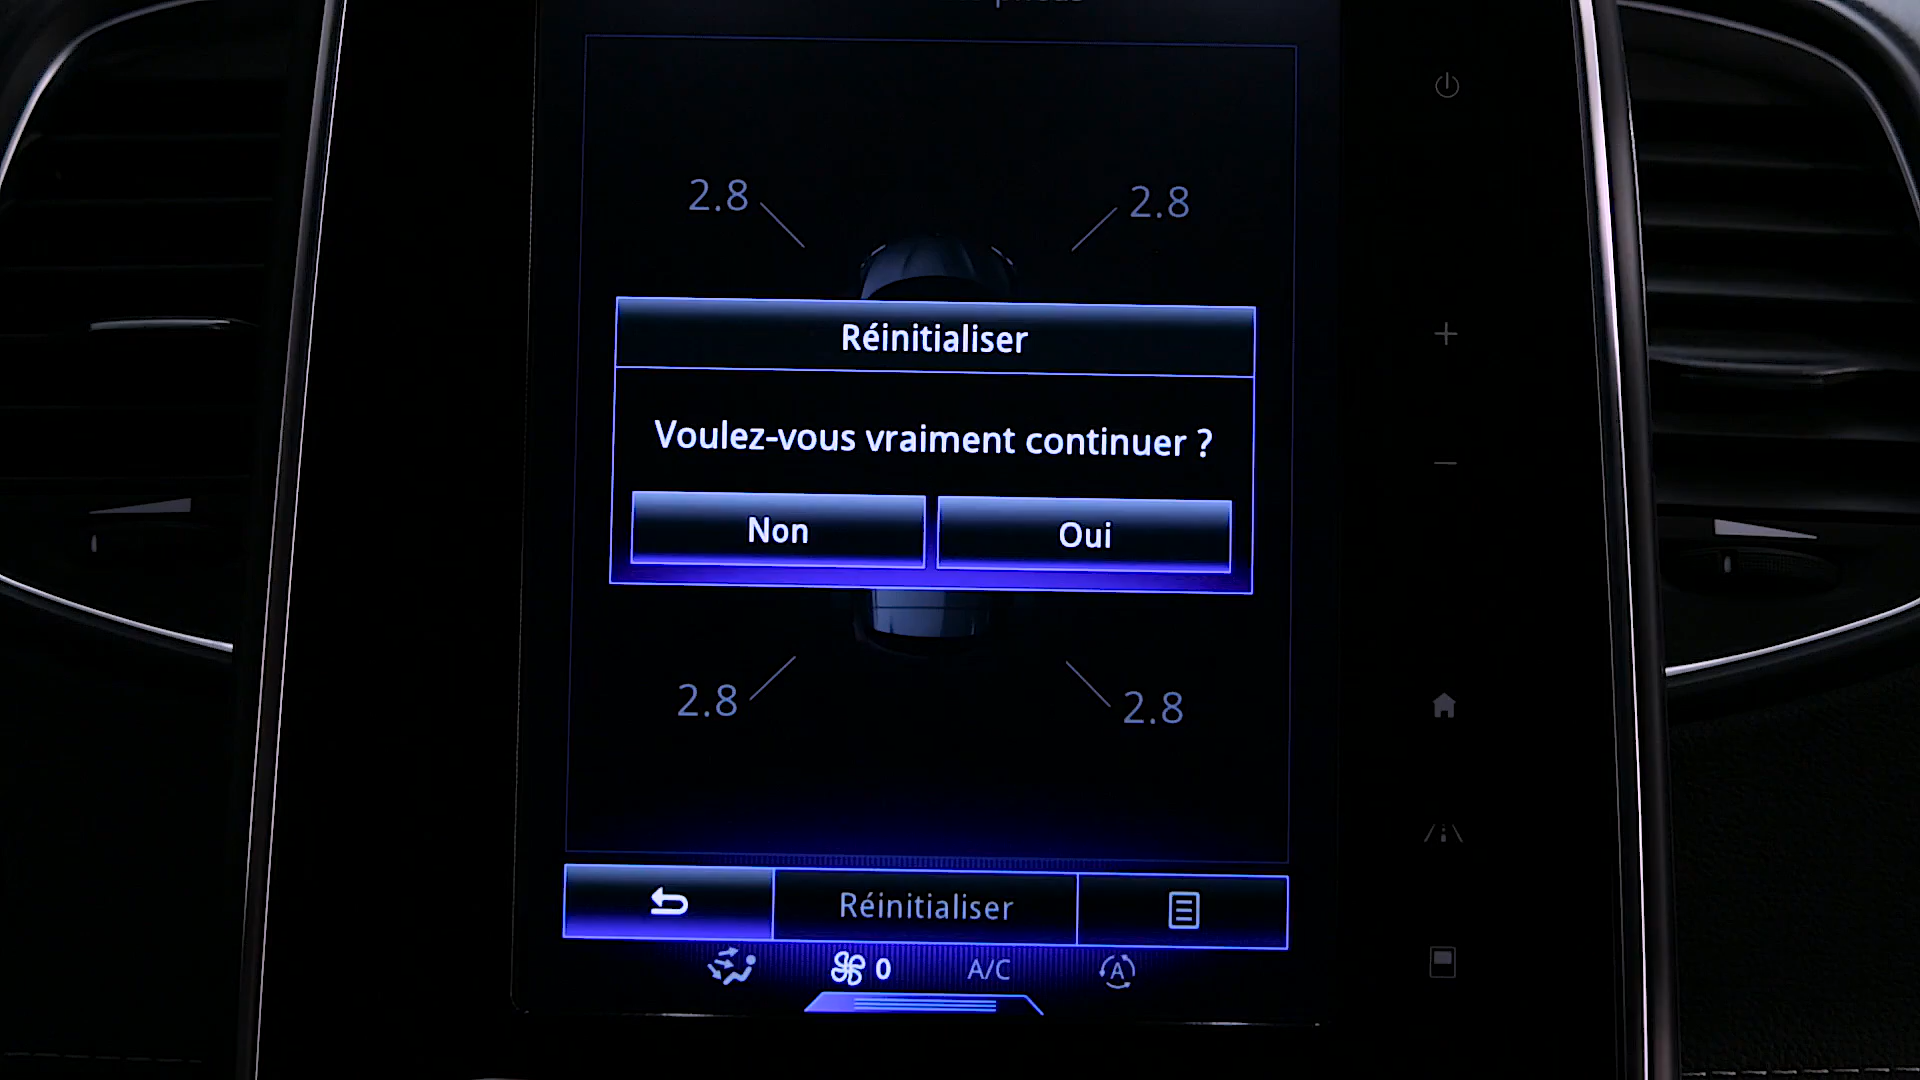 2.8 2.8
Réinitialiser
Voulez-vous vraiment continuer ?
Non Oui
2.8 2.8
Réinitialiser
0 A/C A